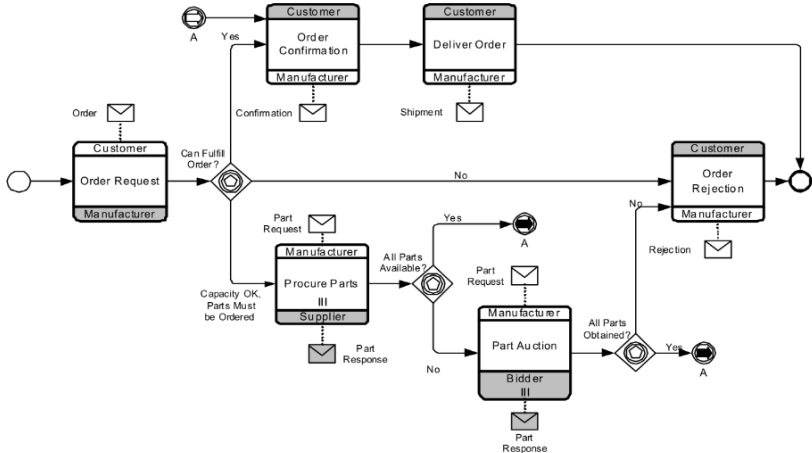 Customer
Order
Confirmation
Manufacturer
Customer
Deliver Order
Manufacturer
A
Yes
Order
Confirmation
Shipment
Customer
Order Request
Manufacturer
Can Fulfill
Order?
No
Customer
Order
Rejection
Manufacturer
Rejection
Part
Request
Manufacturer
Procure Parts
III
Supplier
Capacity OK,
Parts Must
be Ordered
Part
Response
All Parts
Available?
Yes
A
No
Part
Request
Manufacturer
Part Auction
Bidder
III
Part
Response
All Parts
Obtained?
No
Yes
A